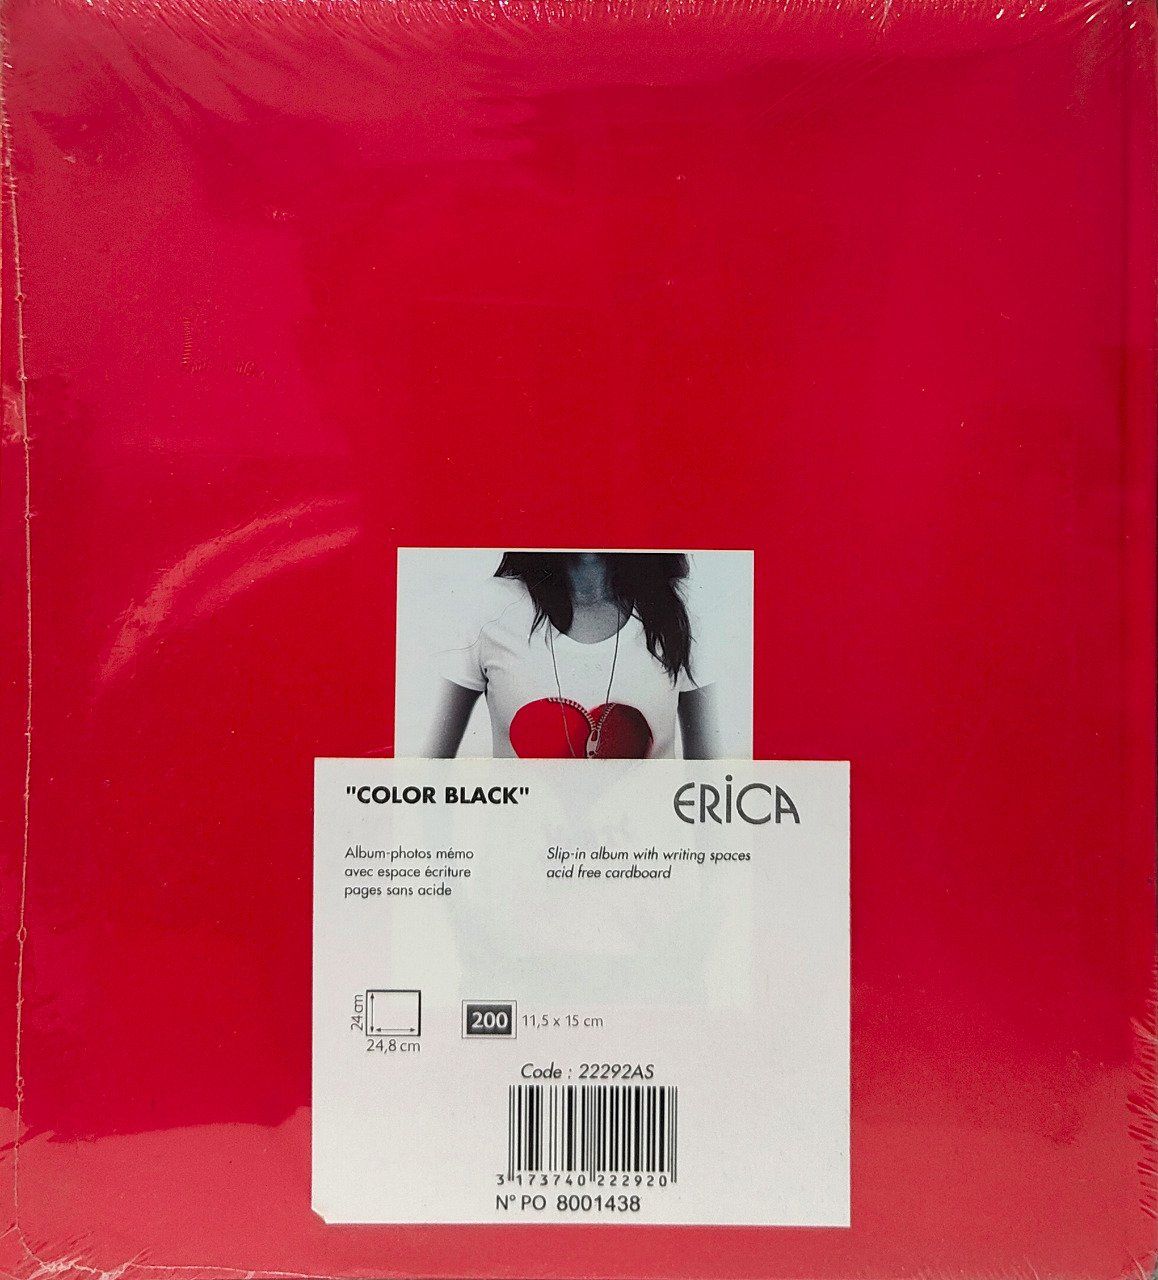 "COLOR BLACK"
ERiCA
Album-photos mémo
avec espace écriture
pages sans acide
Slip-in album with writing spaces
acid free cardboard
24cm
24,8 cm
200
11,5 x 15 cm
Code : 22292AS
3 173740 222920
N° PO 8001438